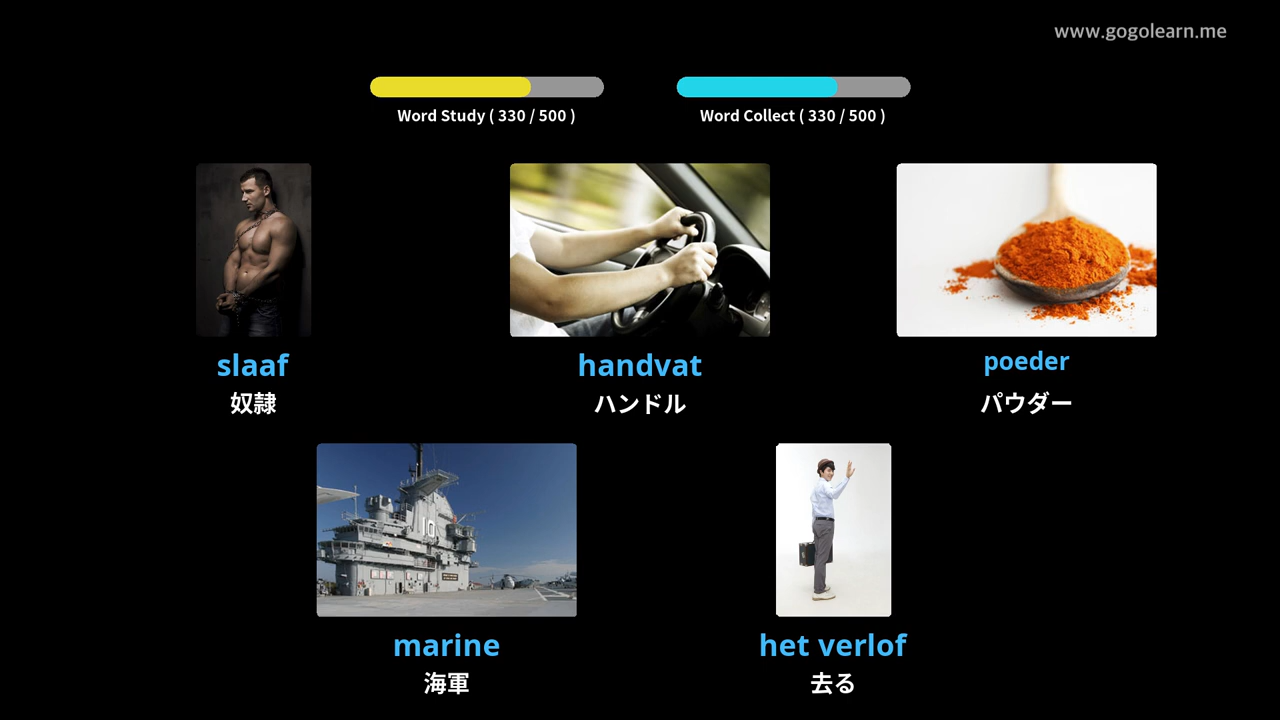 www.gogolearn.me
Word Study ( 330 / 500 )
Word Collect ( 330 / 500 )
slaaf
奴隷
handvat
ハンドル
poeder
パウダー
marine
海軍
het verlof
去る
10